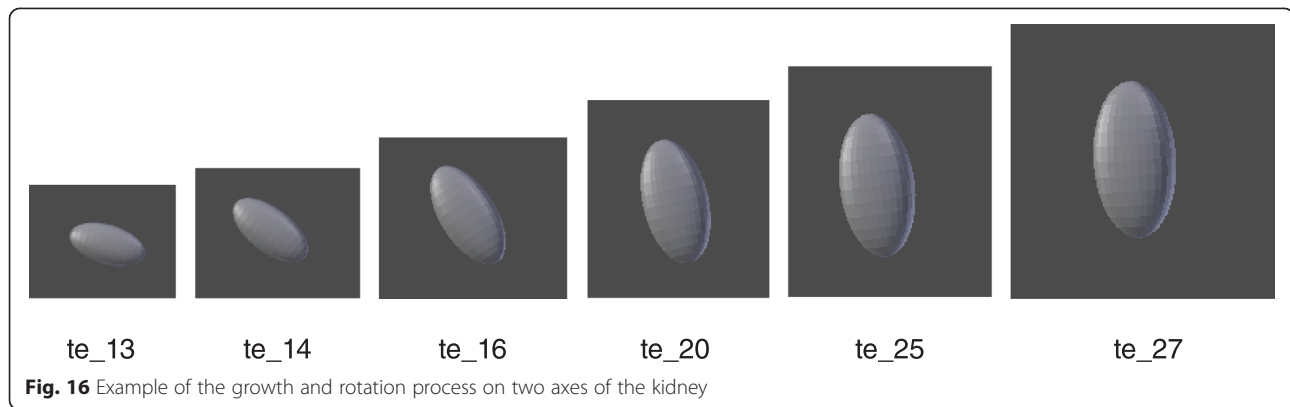 te_13 te_14 te_16 te_20 te_25 te_27
Fig. 16 Example of the growth and rotation process on two axes of the kidney